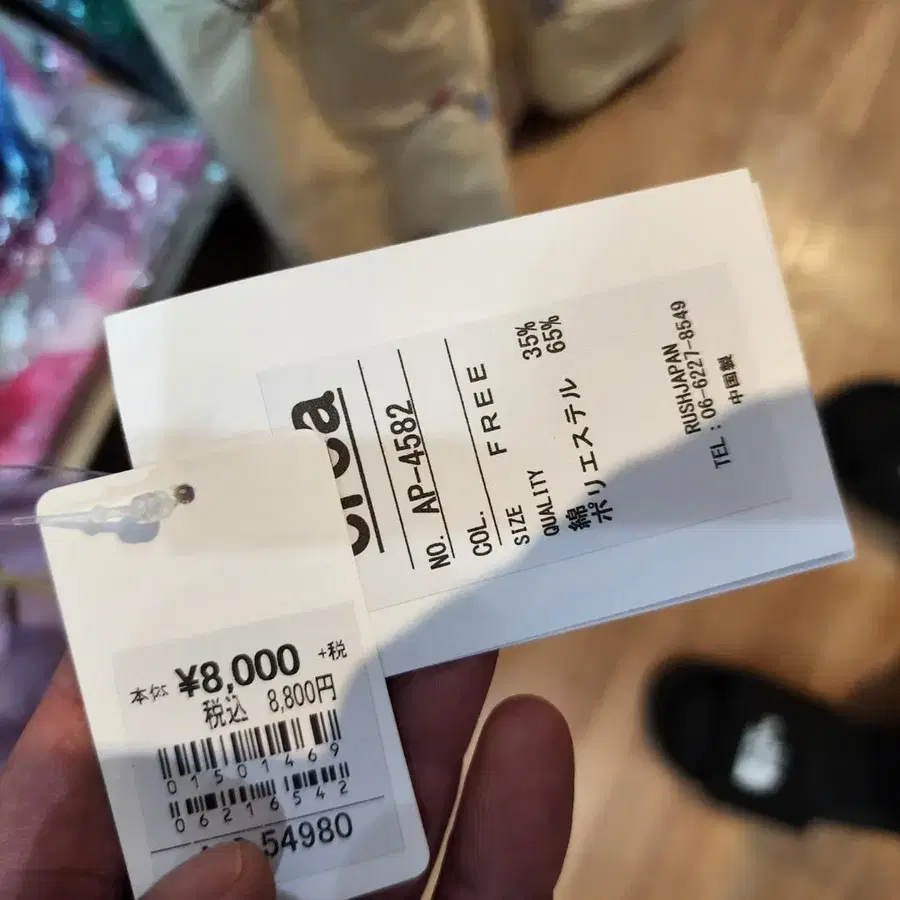 NO. AP-4582
COL.
SIZE FREE
QUALITY
綿 35%
ポリエステル 65%
RUSHJAPAN
TEL : 06-6227-8549
中国製
本体 ¥8,000 +税
税込 8,800円
01501469
06216542
54980